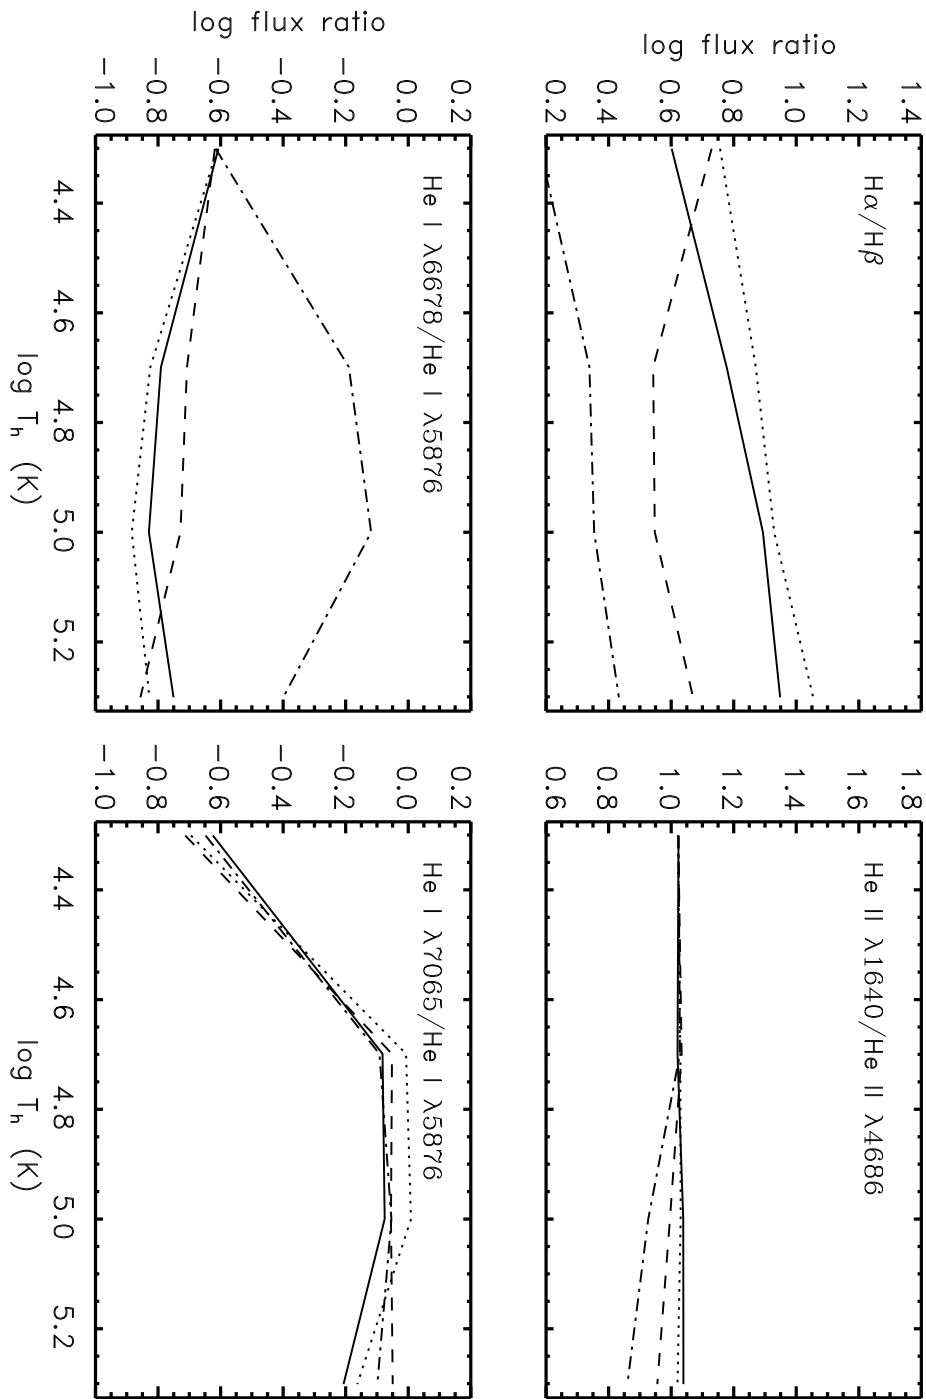 log flux ratio
1.4
1.2
1.0
0.8
0.6
0.4
0.2
Hα/Hβ
1.8
1.6
1.4
1.2
1.0
0.8
0.6
He II λ1640/He II λ4686
log flux ratio
0.2
0.0
−0.2
−0.4
−0.6
−0.8
−1.0
He I λ6678/He I λ5876
4.4 4.6 4.8 5.0 5.2
log Tₕ (K)
0.2
0.0
−0.2
−0.4
−0.6
−0.8
−1.0
He I λ7065/He I λ5876
4.4 4.6 4.8 5.0 5.2
log Tₕ (K)